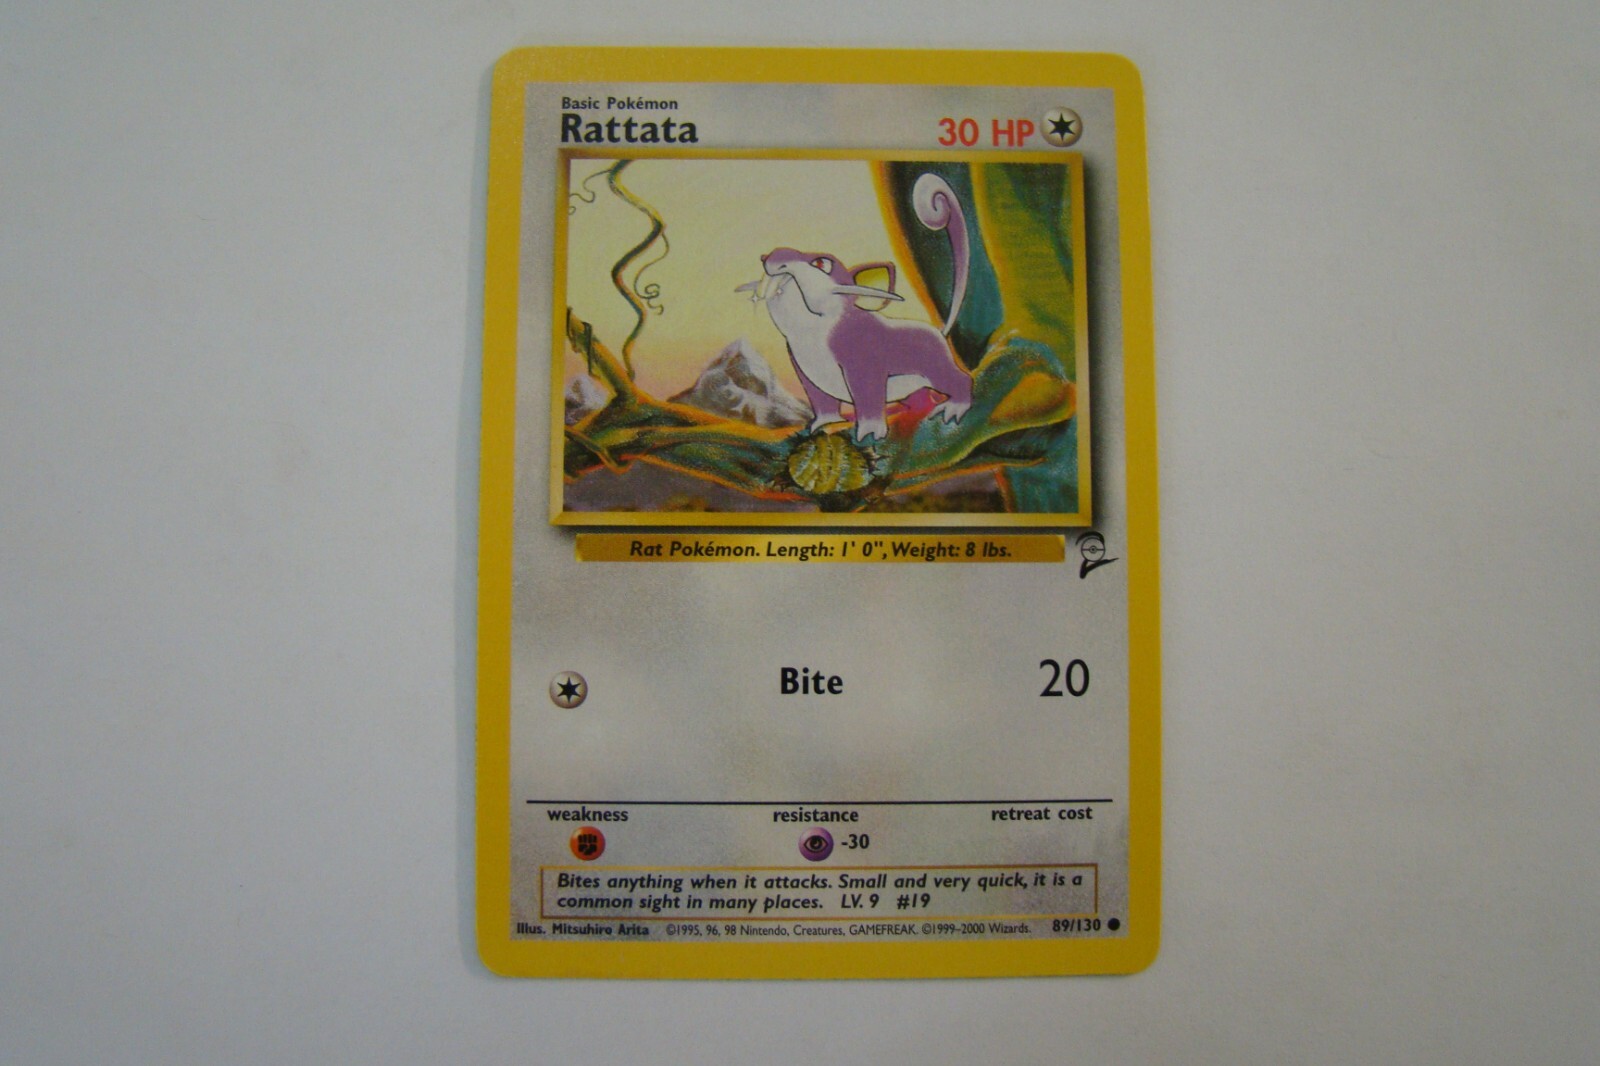 Basic Pokémon
Rattata
30 HP
Rat Pokémon. Length: 1' 0", Weight: 8 lbs.
Bite 20
weakness resistance retreat cost
-30
Bites anything when it attacks. Small and very quick, it is a
common sight in many places. LV. 9 #19
Illus. Mitsuhiro Arita ©1995, 96, 98 Nintendo, Creatures, GAMEFREAK. ©1999-2000 Wizards. 89/130